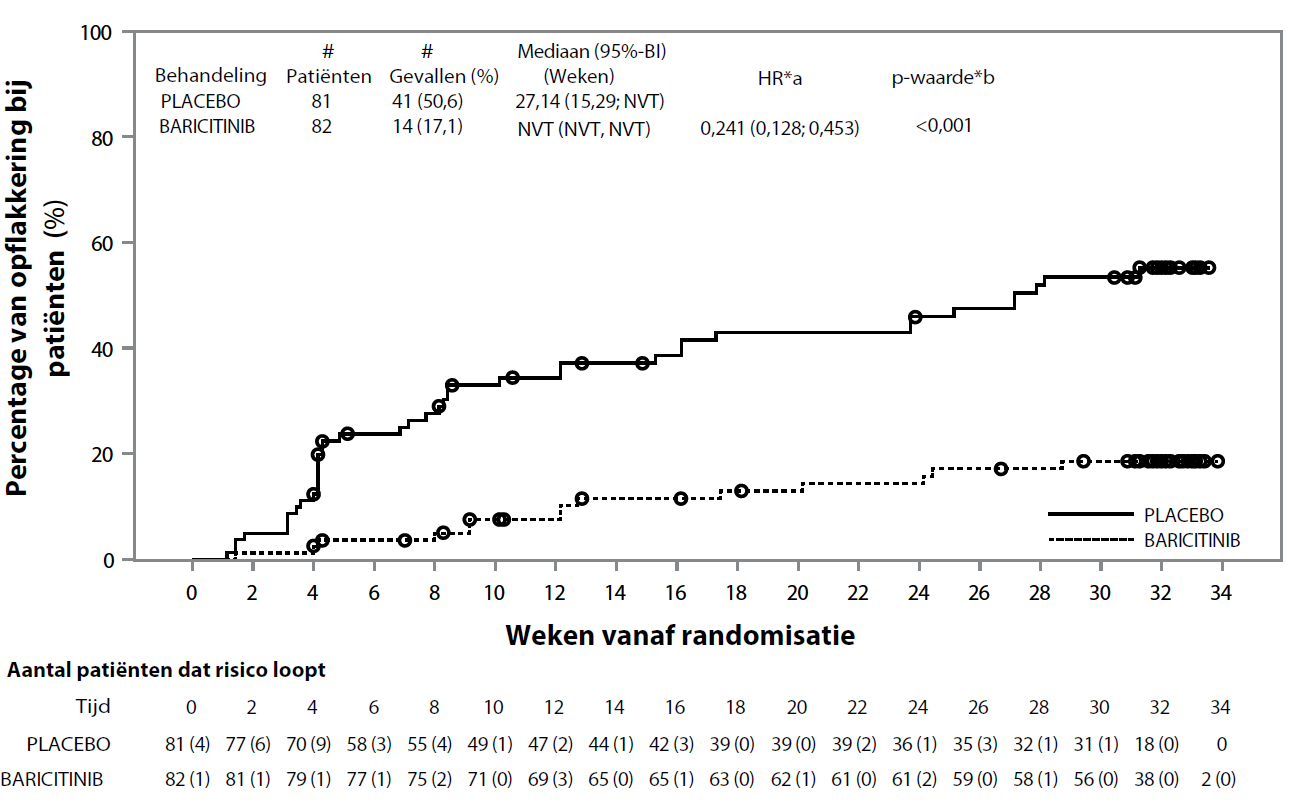 100
# # Mediaan (95%-BI)
Behandeling Patiënten Gevallen (%) (Weken) HR*a p-waarde*b
PLACEBO 81 41 (50,6) 27,14 (15,29; NVT)
BARICITINIB 82 14 (17,1) NVT (NVT, NVT) 0,241 (0,128; 0,453) <0,001
80
60
40
20
0
Percentage van opflakkering bij
patiënten (%)
PLACEBO
BARICITINIB
0 2 4 6 8 10 12 14 16 18 20 22 24 26 28 30 32 34
Weken vanaf randomisatie
Aantal patiënten dat risico loopt
Tijd 0 2 4 6 8 10 12 14 16 18 20 22 24 26 28 30 32 34
PLACEBO 81 (4) 77 (6) 70 (9) 58 (3) 55 (4) 49 (1) 47 (2) 44 (1) 42 (3) 39 (0) 39 (0) 39 (2) 36 (1) 35 (3) 32 (1) 31 (1) 18 (0) 0
BARICITINIB 82 (1) 81 (1) 79 (1) 77 (1) 75 (2) 71 (0) 69 (3) 65 (0) 65 (1) 63 (0) 62 (1) 61 (0) 61 (2) 59 (0) 58 (1) 56 (0) 38 (0) 2 (0)